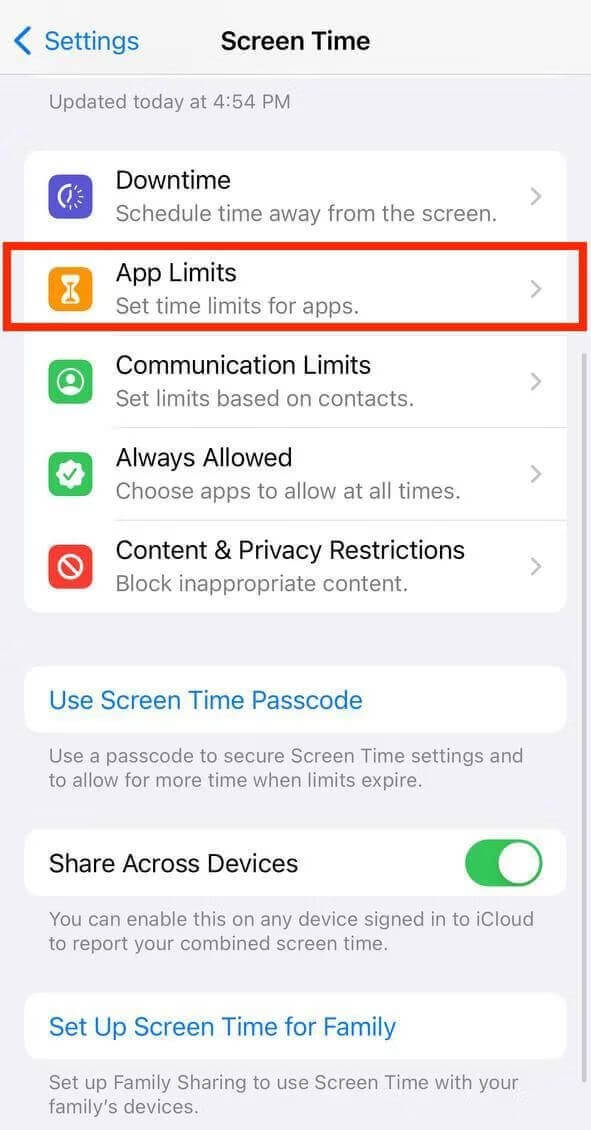 Settings
Screen Time
Updated today at 4:54 PM
Downtime
Schedule time away from the screen.
App Limits
Set time limits for apps.
Communication Limits
Set limits based on contacts.
Always Allowed
Choose apps to allow at all times.
Content & Privacy Restrictions
Block inappropriate content.
Use Screen Time Passcode
Use a passcode to secure Screen Time settings and
to allow for more time when limits expire.
Share Across Devices
You can enable this on any device signed in to iCloud
to report your combined screen time.
Set Up Screen Time for Family
Set up Family Sharing to use Screen Time with your
family’s devices.